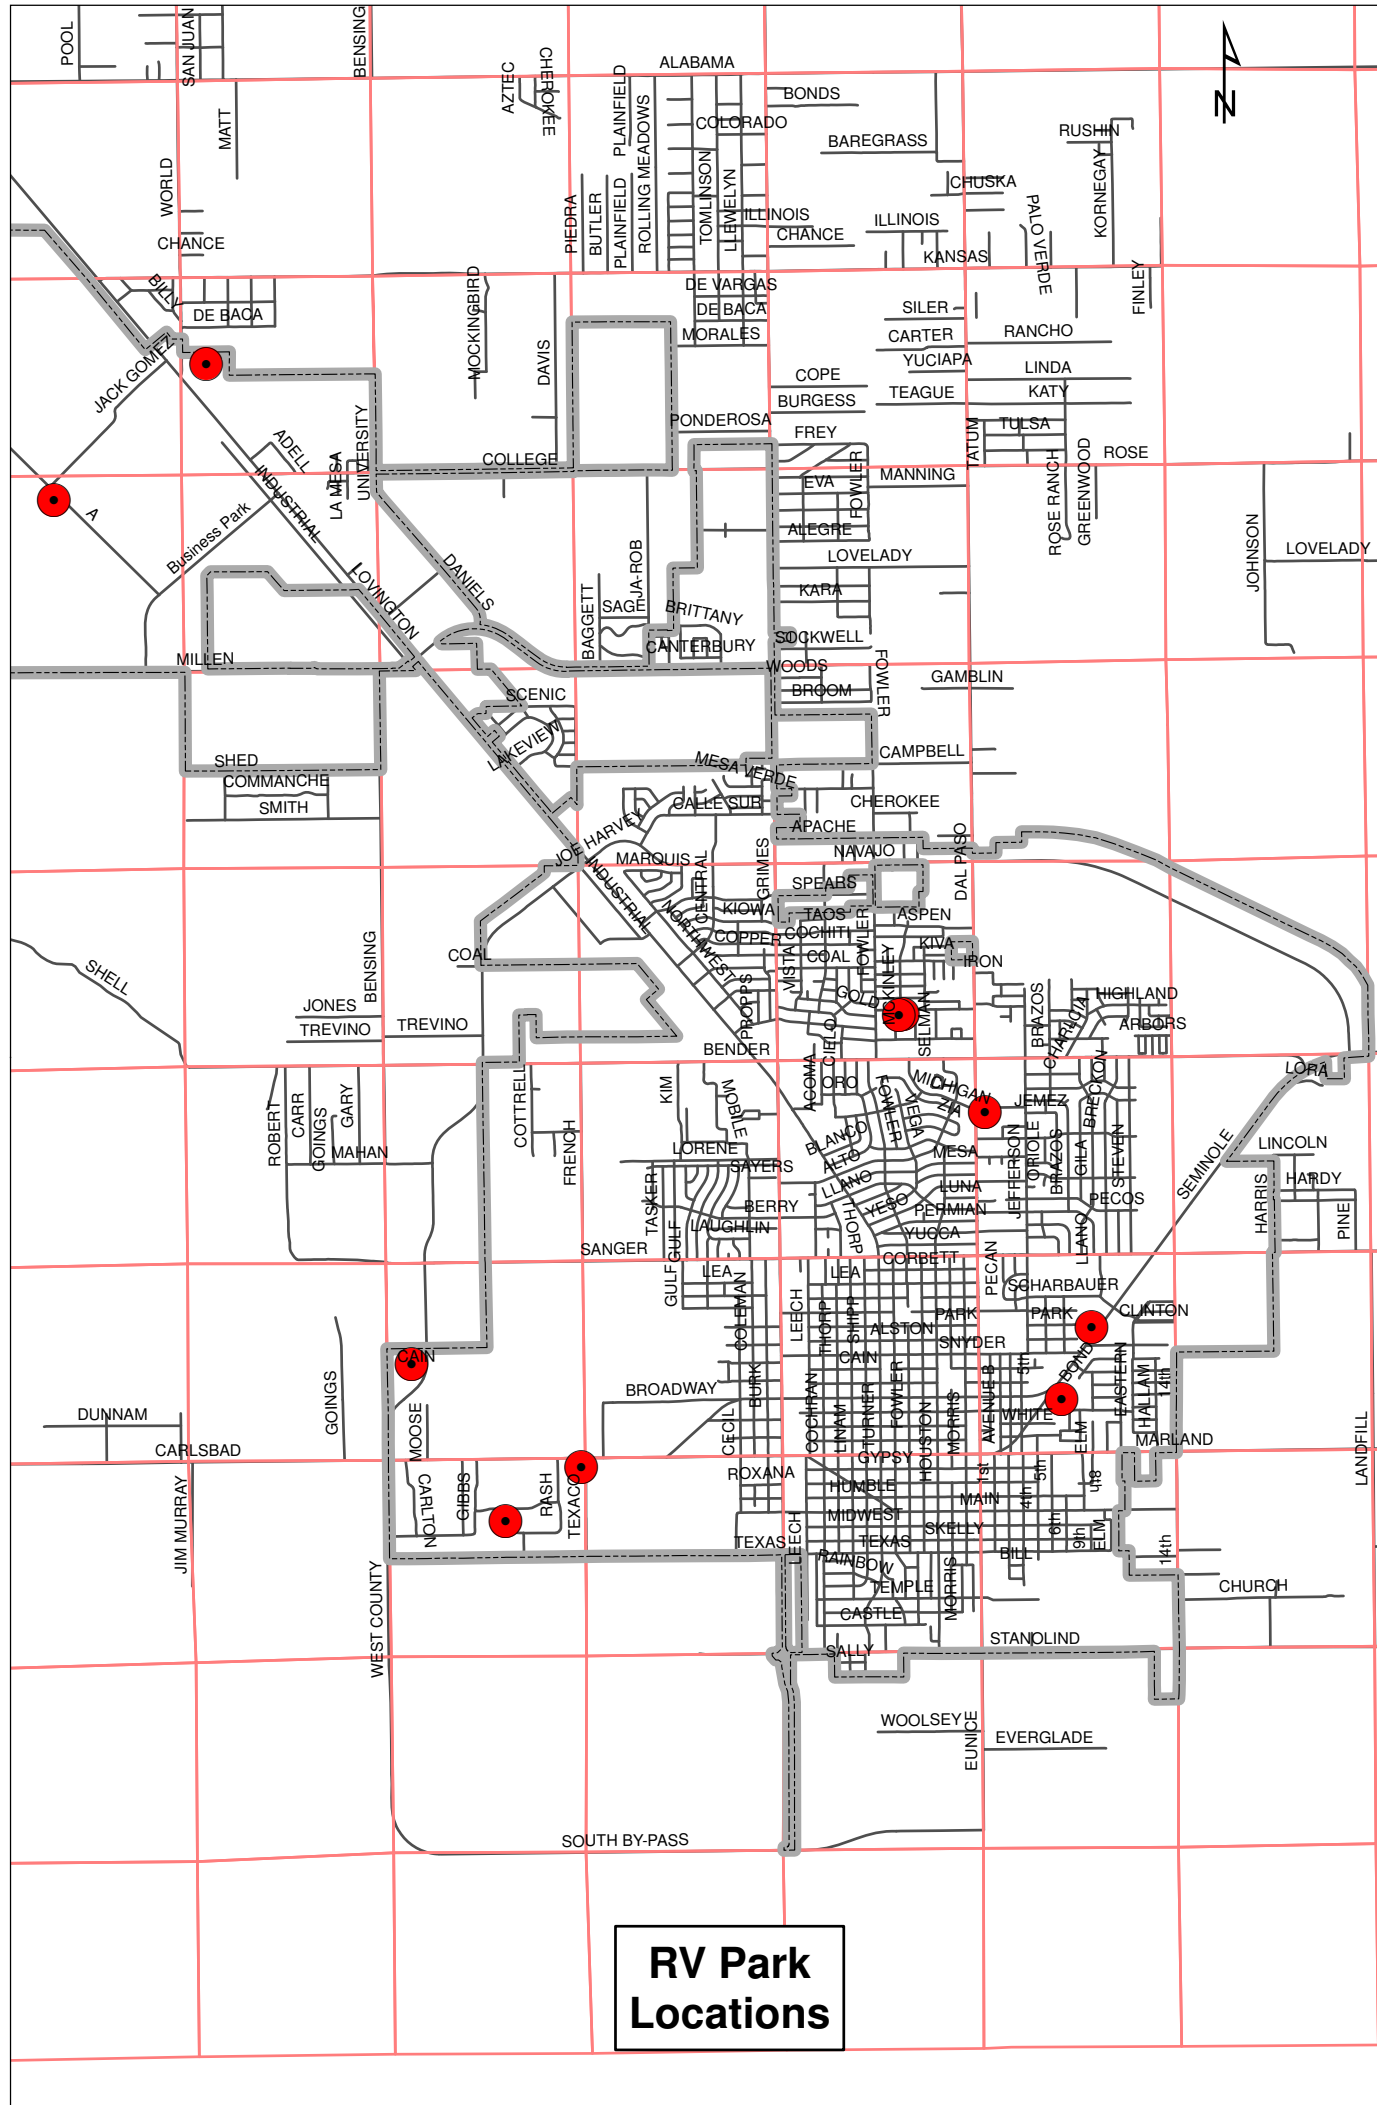 POOL
SAN JUAN
BENSING
AZTEC
CHEROKEE
PLAINFIELD
ALABAMA
BONDS
N
MATT
ROLLING MEADOWS
COLORADO
BAREGRASS
RUSHIN
KORNEGAY
WORLD
TOMLINSON
LLEWELYN
CHUSKA
PIEDRA
BUTLER
PLAINFIELD
ILLINOIS
ILLINOIS
PALO VERDE
CHANCE
CHANCE
KANSAS
BILLY
DE BACA
MOCKINGBIRD
DE VARGAS
DE BACA
SILER
FINLEY
MORALES
CARTER
RANCHO
JACK GOMEZ
DAVIS
YUCIAPA
LINDA
COPE
BURGESS
TEAGUE
KATY
PONDEROSA
FREY
TATUM
TULSA
ADELL
UNIVERSITY
COLLEGE
ROSE
INDUSTRIAL
LA MESA
EVA
FOWLER
MANNING
ROSE RANCH
GREENWOOD
A
Business Park
ALEGRE
LOVELADY
JOHNSON
LOVELADY
LOVINGTON
DANIELS
JA-ROB
BAGGETT
SAGE
BRITTANY
KARA
CANTERBURY
SOCKWELL
MILLEN
WOODS
FOWLER
GAMBLIN
SCENIC
BROOM
LAKEVIEW
SHED
COMMANCHE
MESA VERDE
CAMPBELL
SMITH
CALLE SUR
CHEROKEE
JOE HARVEY
APACHE
DAL PASO
INDUSTRIAL
MARQUIS
GRIMES
NAVAJO
CENTRAL
SPEARS
NORTHWEST
KIOWA
TAOS
ASPEN
COPPER
COCHITI
FOWLER
KIVA
COAL
COAL
IRON
BENSING
SHELL
VISTA
MCKINLEY
GOLD
SELMAN
BRAZOS
CHARLCIA
HIGHLAND
JONES
PROPPS
ARBORS
TREVINO
TREVINO
CIELO
BENDER
LORA
ROBERT
CARR
GOINGS
GARY
COTTRELL
KIM
MOBILE
ACOMA
ORO
FOWLER
VEGA
MICHIGAN
ZIA
JEMEZ
BRECKON
FRENCH
MAHAN
LORENE
BLANCO
ORIOLE
BRAZOS
GILA
STEVEN
SEMINOLE
LINCOLN
SAYERS
ALTO
MESA
JEFFERSON
HARDY
TASKER
LLANO
LUNA
PECOS
HARRIS
PINE
BERRY
YESO
PERMIAN
LAUGHLIN
THORP
YUCCA
LLANO
SANGER
GULF
CORBETT
GULF
LEA
LEA
PECAN
SCHARBAUER
COLEMAN
LEECH
THORP
SHIPP
PARK
PARK
CLINTON
ALSTON
SNYDER
CAIN
CAIN
5th
BOND
EASTERN
HALLAM
14th
GOINGS
BROADWAY
BURK
COCHRAN
LINAM
TURNER
FOWLER
HOUSTON
MORRIS
AVENUE B
WHITE
DUNNAM
MOOSE
CECIL
ELM
MARLAND
LANDFILL
CARLSBAD
GYPSY
JIM MURRAY
CARLTON
GIBBS
RASH
TEXACO
ROXANA
HUMBLE
1st
5th
8th
MAIN
4th
MIDWEST
SKELLY
6th
9th
ELM
14th
TEXAS
LEECH
TEXAS
BILL
RAINBOW
TEMPLE
MORRIS
CHURCH
WEST COUNTY
CASTLE
SALLY
STANOLIND
WOOLSEY
EUNICE
EVERGLADE
SOUTH BY-PASS
RV Park
Locations